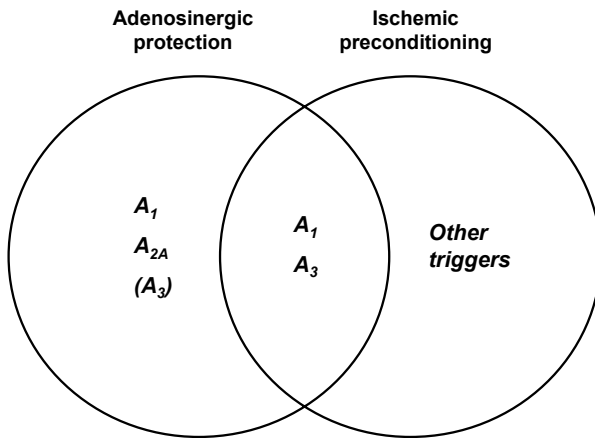 Adenosinergic
protection
Ischemic
preconditioning
A₁
A₂A
(A₃)
A₁
A₃
Other
triggers